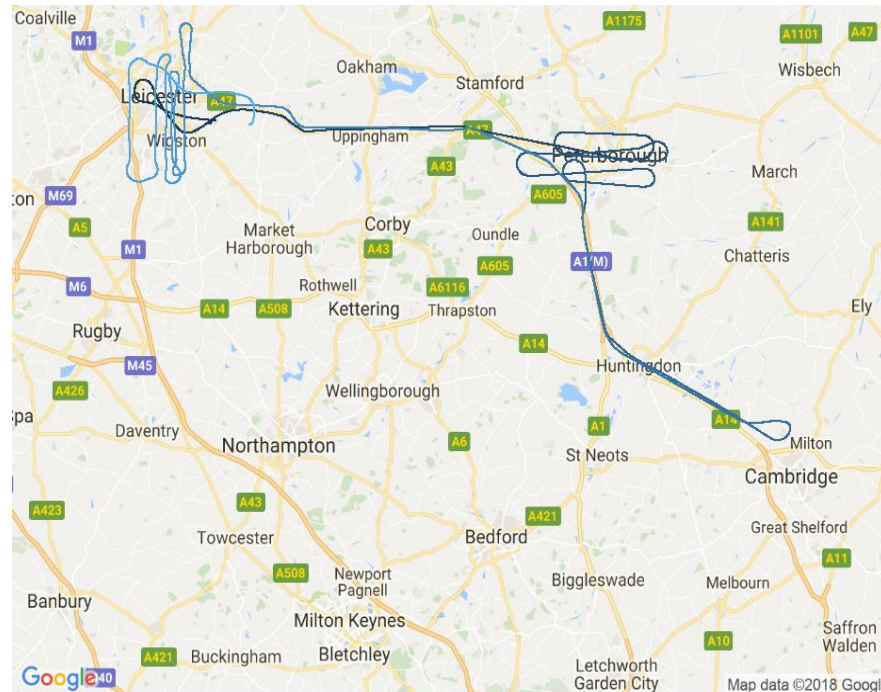 Coalville
A1175
A1101
A47
M1
Oakham
Wisbech
Stamford
Leicester
A47
Wigston
Uppingham
A47
Peterborough
A43
March
M69
A605
ton
A5
Corby
Oundle
A141
M1
Market
Harborough
A43
A605
A1(M)
Chatteris
M6
Rothwell
A6116
Ely
A14
A508
Kettering
Thrapston
Rugby
A14
Huntingdon
M45
A426
Wellingborough
Spa
A14
Daventry
A1
Milton
Northampton
A6
St Neots
Cambridge
A423
A43
A421
Great Shelford
Towcester
Bedford
A508
Newport
Pagnell
Biggleswade
Melbourn
A11
Banbury
Milton Keynes
Saffron
Walden
A421
Buckingham
Bletchley
A10
Letchworth
Garden City
Google
40
Map data ©2018 Googl